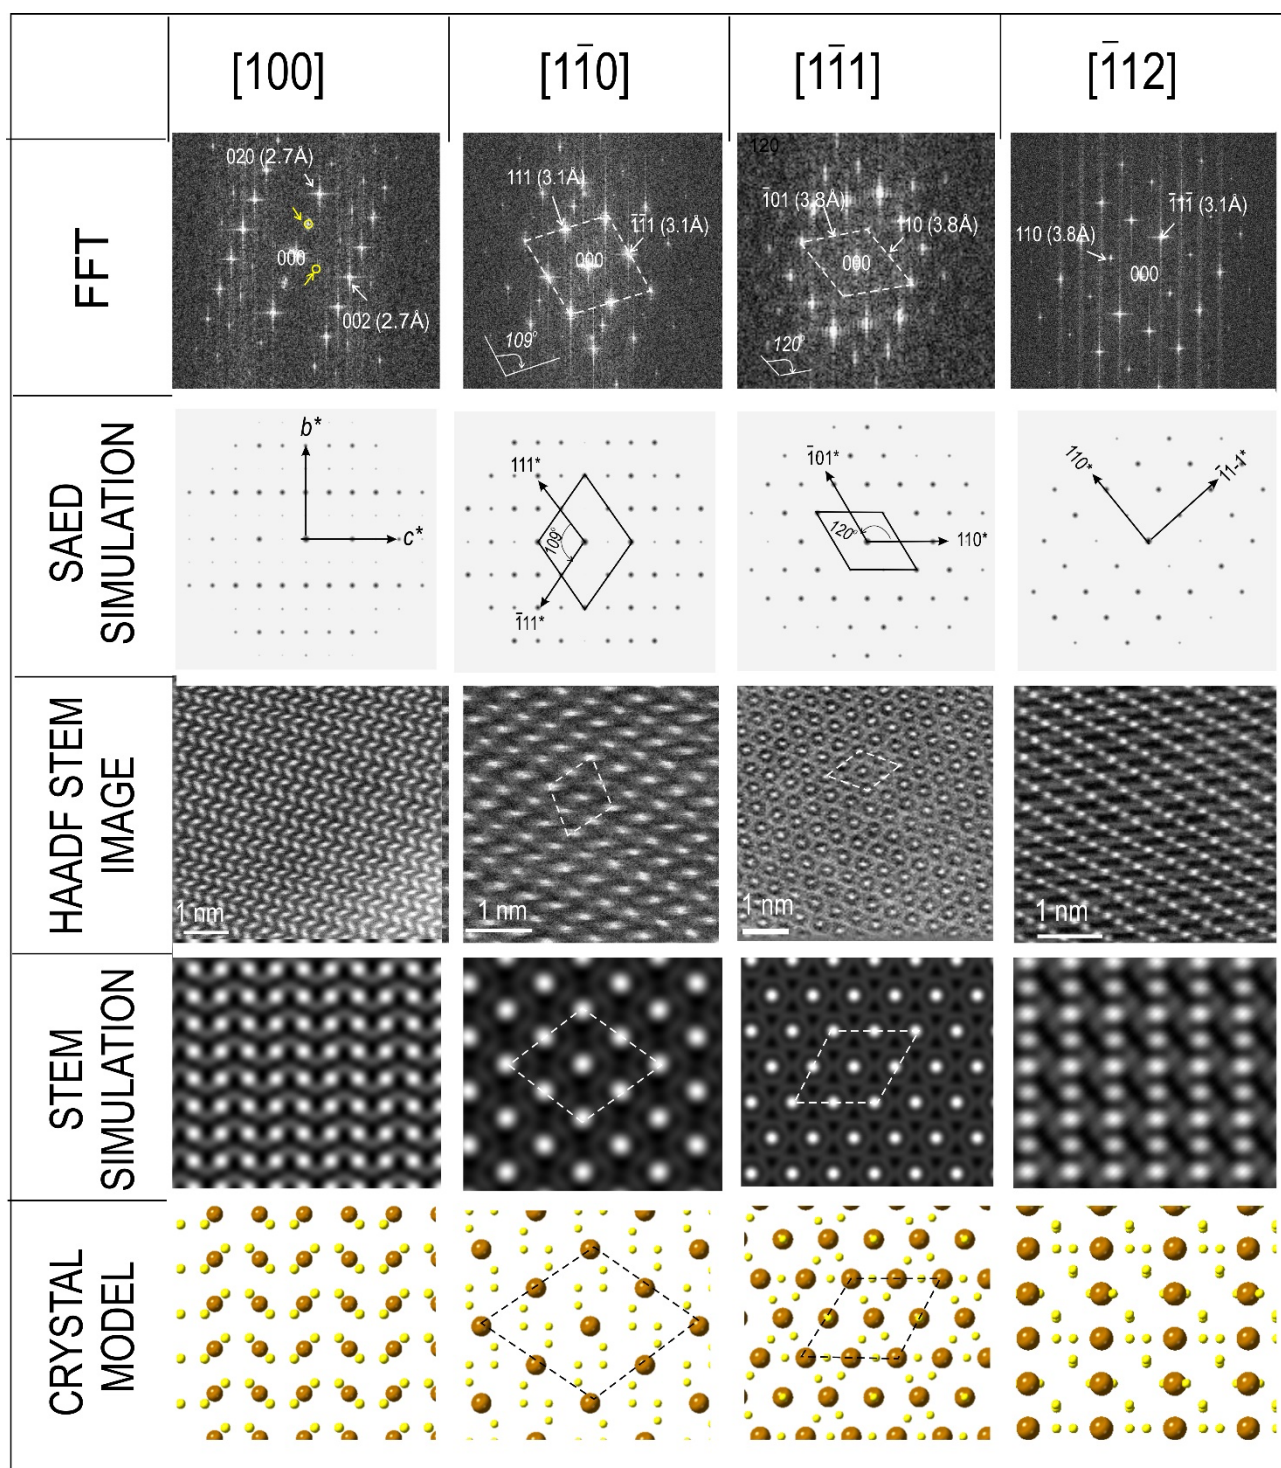 [100]
[11̄0]
[11̄1]
[1̄12]
FFT
020 (2.7Å)
000
002 (2.7Å)
111 (3.1Å)
1̄1̄1 (3.1Å)
000
109°
120
1̄01 (3.8Å)
110 (3.8Å)
000
120°
1̄11̄ (3.1Å)
110 (3.8Å)
000
SAED
SIMULATION
b*
c*
111*
109°
1̄11*
1̄01*
120°
110*
110*
1̄1-1*
HAADF STEM
IMAGE
1 nm
1 nm
1 nm
1 nm
STEM
SIMULATION
CRYSTAL
MODEL